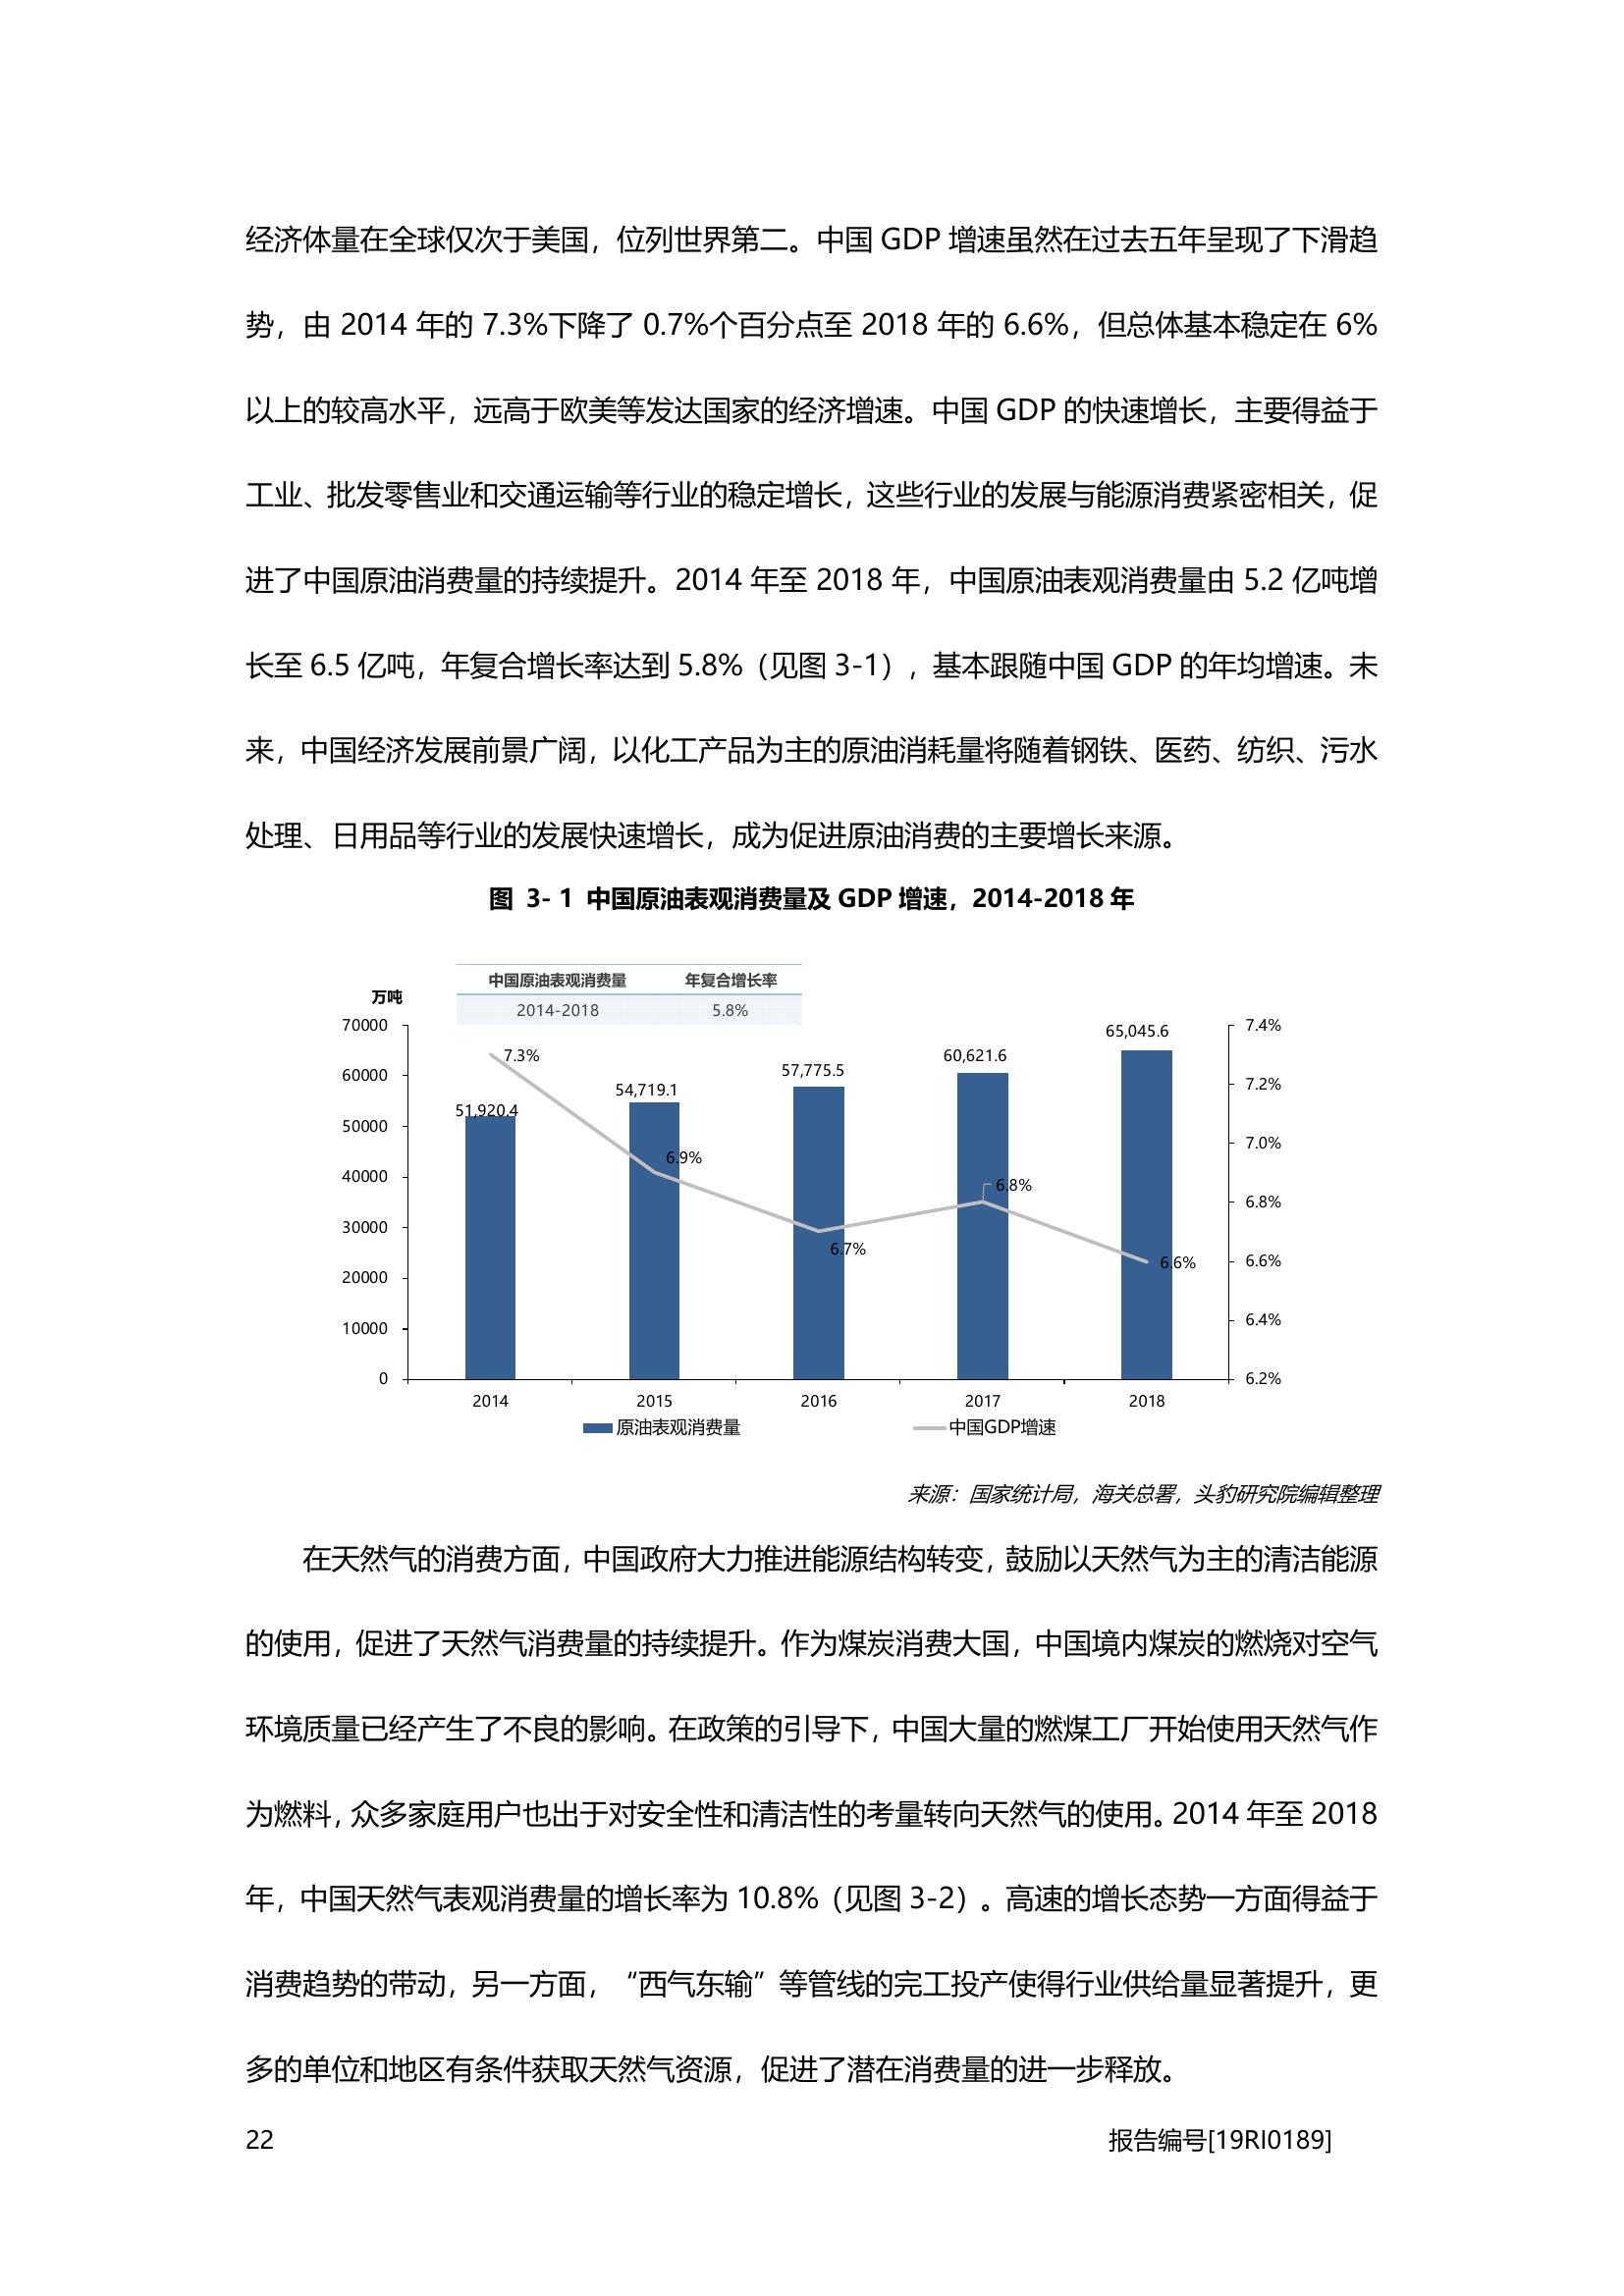 经济体量在全球仅次于美国，位列世界第二。中国 GDP 增速虽然在过去五年呈现了下滑趋
势，由 2014 年的 7.3%下降了 0.7%个百分点至 2018 年的 6.6%，但总体基本稳定在 6%
以上的较高水平，远高于欧美等发达国家的经济增速。中国 GDP 的快速增长，主要得益于
工业、批发零售业和交通运输等行业的稳定增长，这些行业的发展与能源消费紧密相关，促
进了中国原油消费量的持续提升。2014 年至 2018 年，中国原油表观消费量由 5.2 亿吨增
长至 6.5 亿吨，年复合增长率达到 5.8%（见图 3-1），基本跟随中国 GDP 的年均增速。未
来，中国经济发展前景广阔，以化工产品为主的原油消耗量将随着钢铁、医药、纺织、污水
处理、日用品等行业的发展快速增长，成为促进原油消费的主要增长来源。
图 3- 1 中国原油表观消费量及 GDP 增速，2014-2018 年
中国原油表观消费量 年复合增长率
2014-2018 5.8%
万吨
70000
60000
50000
40000
30000
20000
10000
0
51,920.4
54,719.1
57,775.5
60,621.6
65,045.6
7.3%
6.9%
6.7%
6.8%
6.6%
7.4%
7.2%
7.0%
6.8%
6.6%
6.4%
6.2%
2014 2015 2016 2017 2018
原油表观消费量 中国GDP增速
来源：国家统计局，海关总署，头豹研究院编辑整理
在天然气的消费方面，中国政府大力推进能源结构转变，鼓励以天然气为主的清洁能源
的使用，促进了天然气消费量的持续提升。作为煤炭消费大国，中国境内煤炭的燃烧对空气
环境质量已经产生了不良的影响。在政策的引导下，中国大量的燃煤工厂开始使用天然气作
为燃料，众多家庭用户也出于对安全性和清洁性的考量转向天然气的使用。2014 年至 2018
年，中国天然气表观消费量的增长率为 10.8%（见图 3-2）。高速的增长态势一方面得益于
消费趋势的带动，另一方面，“西气东输”等管线的完工投产使得行业供给量显著提升，更
多的单位和地区有条件获取天然气资源，促进了潜在消费量的进一步释放。
22 报告编号[19RI0189]